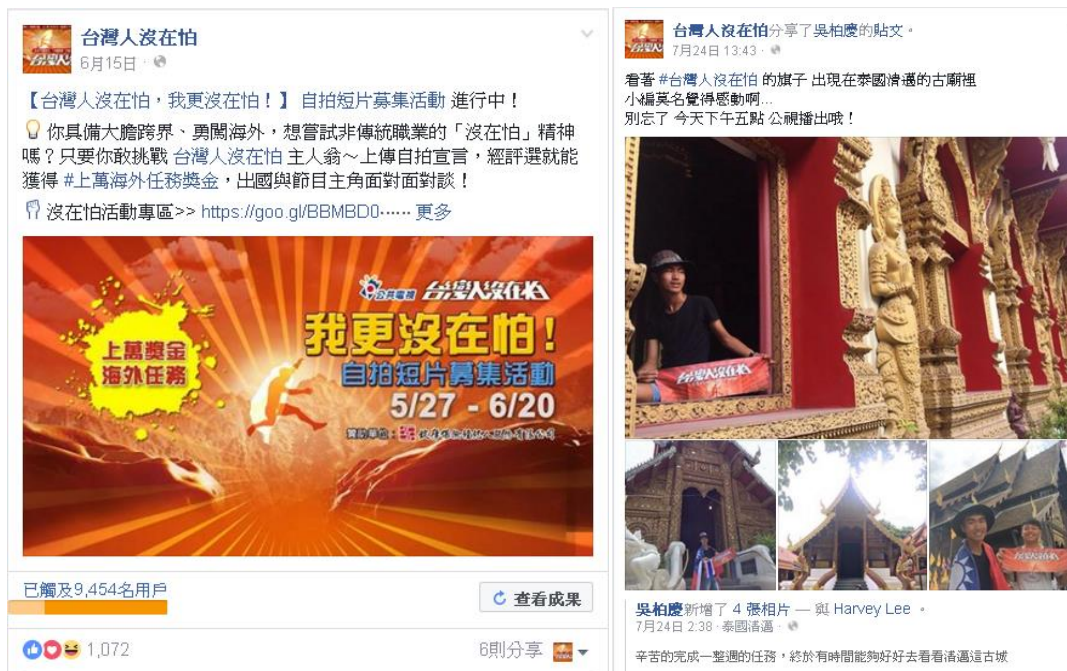 台灣人沒在怕
6月15日
【台灣人沒在怕,我更沒在怕!】 自拍短片募集活動 進行中!
你具備大膽跨界、勇闖海外,想嘗試非傳統職業的「沒在怕」精神
嗎?只要你敢挑戰 台灣人沒在怕 主人翁~上傳自拍宣言,經評選就能
獲得 #上萬海外任務獎金,出國與節目主角面對面對談!
沒在怕活動專區>> https://goo.gl/BBMBD0...... 更多
公共電視 台灣人沒在怕
我更沒在怕!
自拍短片募集活動
5/27 - 6/20
上萬獎金
海外任務
已觸及9,454名用戶
查看成果
1,072
6則分享
台灣人沒在怕分享了吳柏慶的貼文。
7月24日 13:43
看著 #台灣人沒在怕 的旗子 出現在泰國清邁的古廟裡
小編莫名覺得感動啊...
別忘了 今天下午五點 公視播出哦!
台灣人沒在怕
台灣人沒在怕
吳柏慶新增了 4 張相片 — 與 Harvey Lee。
7月24日 2:38 · 泰國清邁
辛苦的完成一整週的任務,終於有時間能夠好好去看看清邁這古城